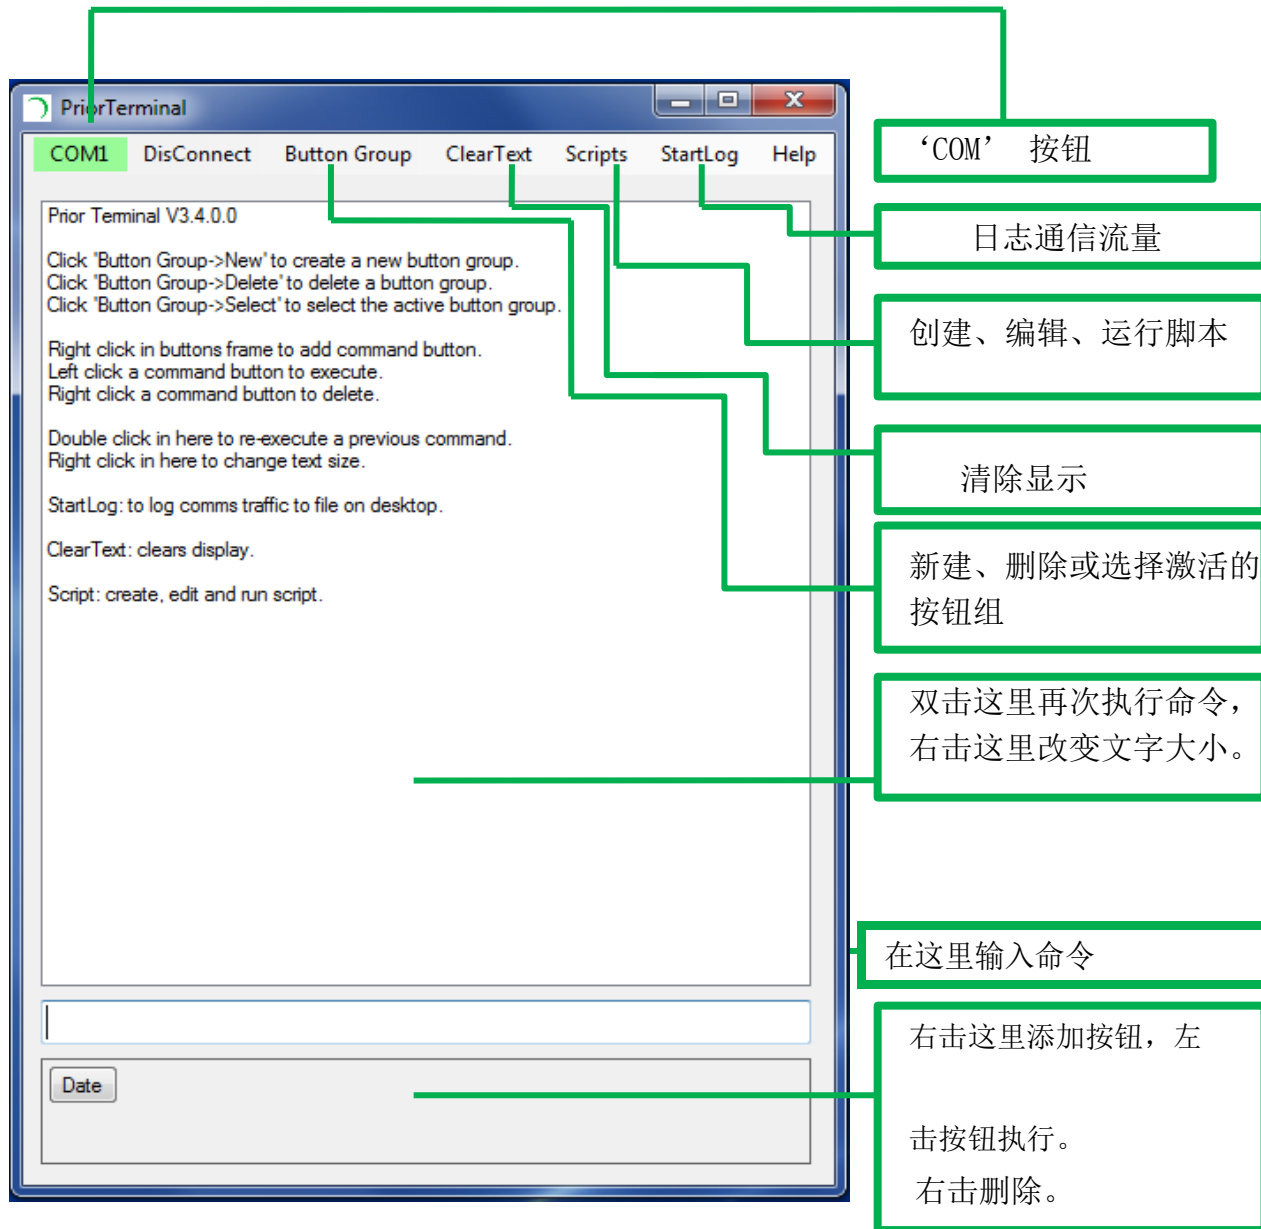 PriorTerminal
COM1 DisConnect Button Group ClearText Scripts StartLog Help
Prior Terminal V3.4.0.0
Click 'Button Group->New' to create a new button group.
Click 'Button Group->Delete' to delete a button group.
Click 'Button Group->Select' to select the active button group.
Right click in buttons frame to add command button.
Left click a command button to execute.
Right click a command button to delete.
Double click in here to re-execute a previous command.
Right click in here to change text size.
StartLog: to log comms traffic to file on desktop.
ClearText: clears display.
Script: create, edit and run script.
Date
‘COM’ 按钮
日志通信流量
创建、编辑、运行脚本
清除显示
新建、删除或选择激活的
按钮组
双击这里再次执行命令，
右击这里改变文字大小。
在这里输入命令
右击这里添加按钮，左
击按钮执行。
右击删除。